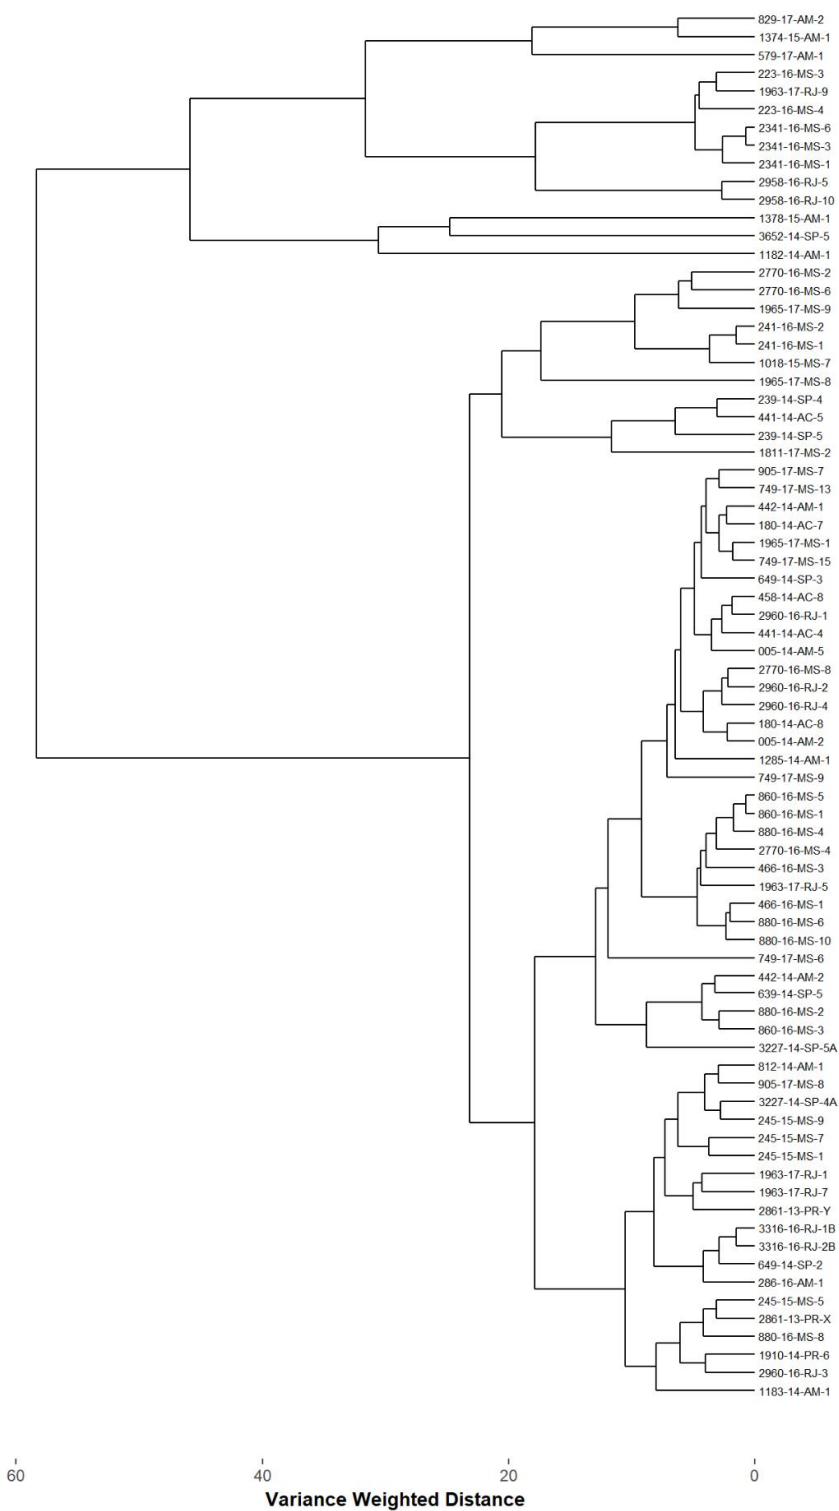 829-17-AM-2
1374-15-AM-1
579-17-AM-1
223-16-MS-3
1963-17-RJ-9
223-16-MS-4
2341-16-MS-6
2341-16-MS-3
2341-16-MS-1
2958-16-RJ-5
2958-16-RJ-10
1378-15-AM-1
3652-14-SP-5
1182-14-AM-1
2770-16-MS-2
2770-16-MS-6
1965-17-MS-9
241-16-MS-2
241-16-MS-1
1018-15-MS-7
1965-17-MS-8
239-14-SP-4
441-14-AC-5
239-14-SP-5
1811-17-MS-2
905-17-MS-7
749-17-MS-13
442-14-AM-1
180-14-AC-7
1965-17-MS-1
749-17-MS-15
649-14-SP-3
458-14-AC-8
2960-16-RJ-1
441-14-AC-4
005-14-AM-5
2770-16-MS-8
2960-16-RJ-2
2960-16-RJ-4
180-14-AC-8
005-14-AM-2
1285-14-AM-1
749-17-MS-9
860-16-MS-5
860-16-MS-1
880-16-MS-4
2770-16-MS-4
466-16-MS-3
1963-17-RJ-5
466-16-MS-1
880-16-MS-6
880-16-MS-10
749-17-MS-6
442-14-AM-2
639-14-SP-5
880-16-MS-2
860-16-MS-3
3227-14-SP-5A
812-14-AM-1
905-17-MS-8
3227-14-SP-4A
245-15-MS-9
245-15-MS-7
245-15-MS-1
1963-17-RJ-1
1963-17-RJ-7
2861-13-PR-Y
3316-16-RJ-1B
3316-16-RJ-2B
649-14-SP-2
286-16-AM-1
245-15-MS-5
2861-13-PR-X
880-16-MS-8
1910-14-PR-6
2960-16-RJ-3
1183-14-AM-1
60 40 20 0
Variance Weighted Distance